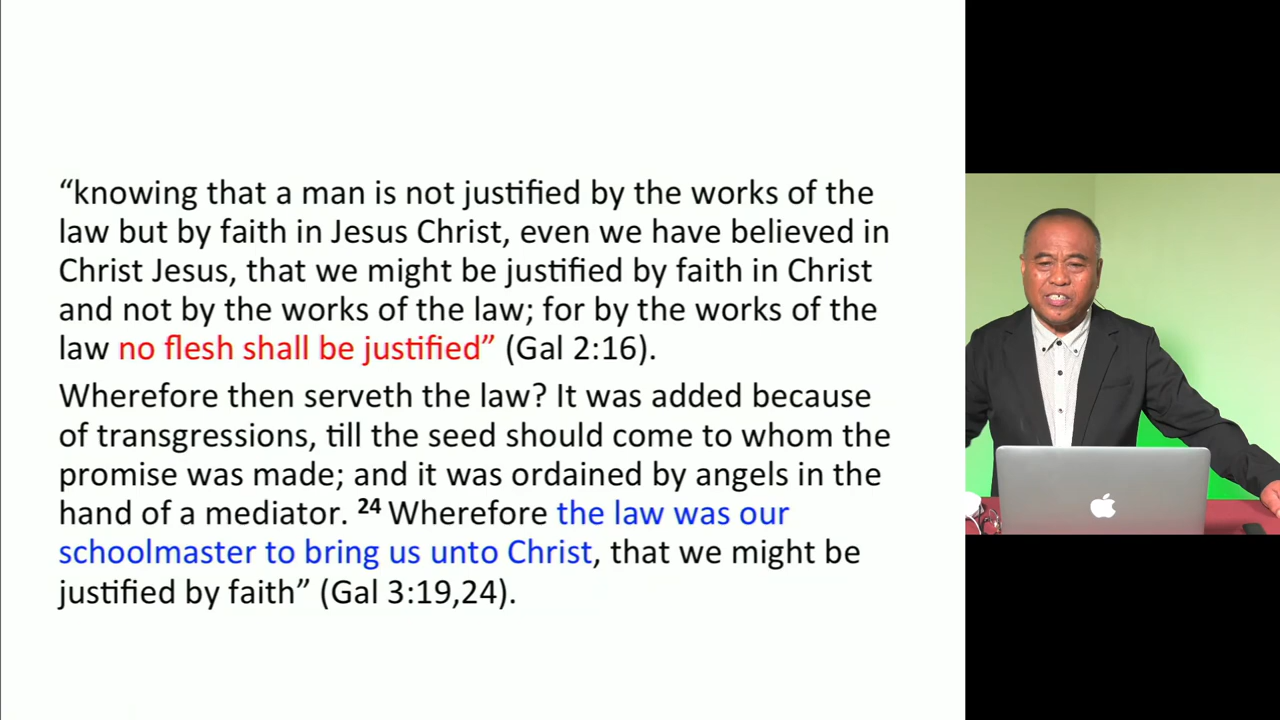 “knowing that a man is not justified by the works of the
law but by faith in Jesus Christ, even we have believed in
Christ Jesus, that we might be justified by faith in Christ
and not by the works of the law; for by the works of the
law no flesh shall be justified” (Gal 2:16).
Wherefore then serveth the law? It was added because
of transgressions, till the seed should come to whom the
promise was made; and it was ordained by angels in the
hand of a mediator. 24 Wherefore the law was our
schoolmaster to bring us unto Christ, that we might be
justified by faith” (Gal 3:19,24).